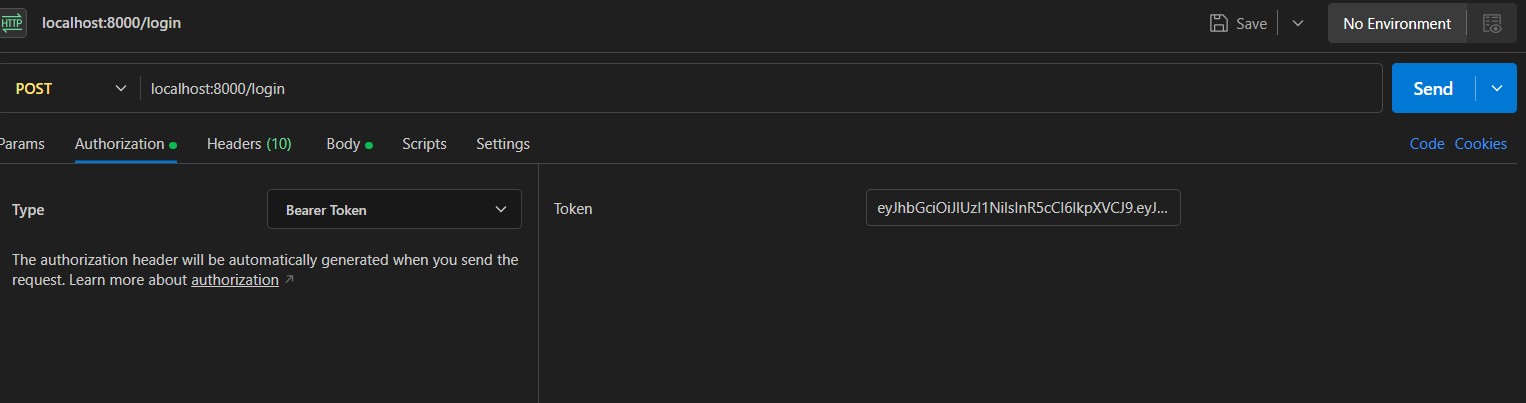 HTTP localhost:8000/login Save No Environment
POST localhost:8000/login Send
Params Authorization Headers (10) Body Scripts Settings Code Cookies
Type Bearer Token Token eyJhbGciOiJIUzI1NiIsInR5cCI6IkpXVCJ9.eyJ...
The authorization header will be automatically generated when you send the
request. Learn more about authorization ↗